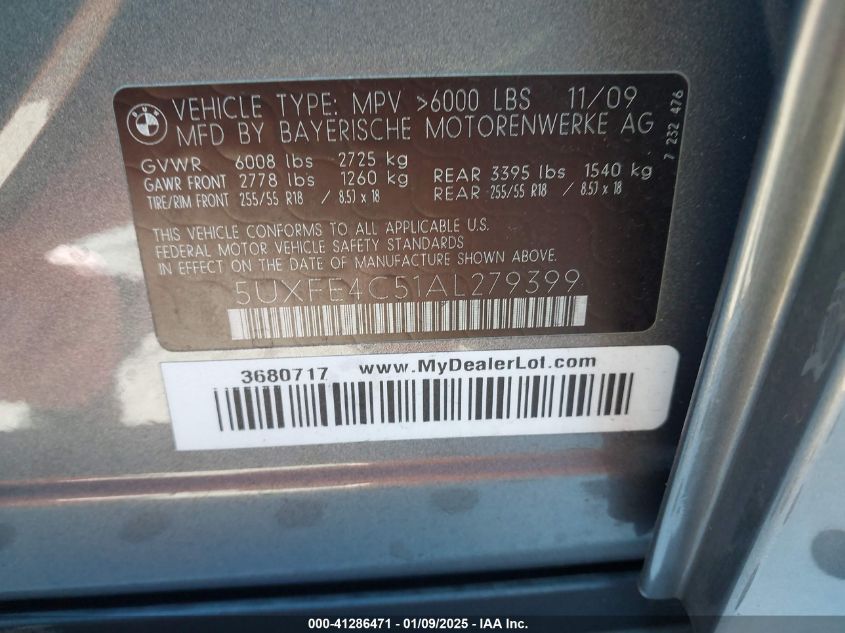 BMW
VEHICLE TYPE: MPV >6000 LBS 11/09
MFD BY BAYERISCHE MOTORENWERKE AG
7 232 476
GVWR 6008 lbs 2725 kg
GAWR FRONT 2778 lbs 1260 kg REAR 3395 lbs 1540 kg
TIRE/RIM FRONT 255/55 R18 / 8.5J x 18 REAR 255/55 R18 / 8.5J x 18
THIS VEHICLE CONFORMS TO ALL APPLICABLE U.S.
FEDERAL MOTOR VEHICLE SAFETY STANDARDS
IN EFFECT ON THE DATE OF MANUFACTURE SHOWN ABOVE.
5UXFE4C51AL279399
3680717 www.MyDealerLot.com
000-41286471 - 01/09/2025 - IAA Inc.